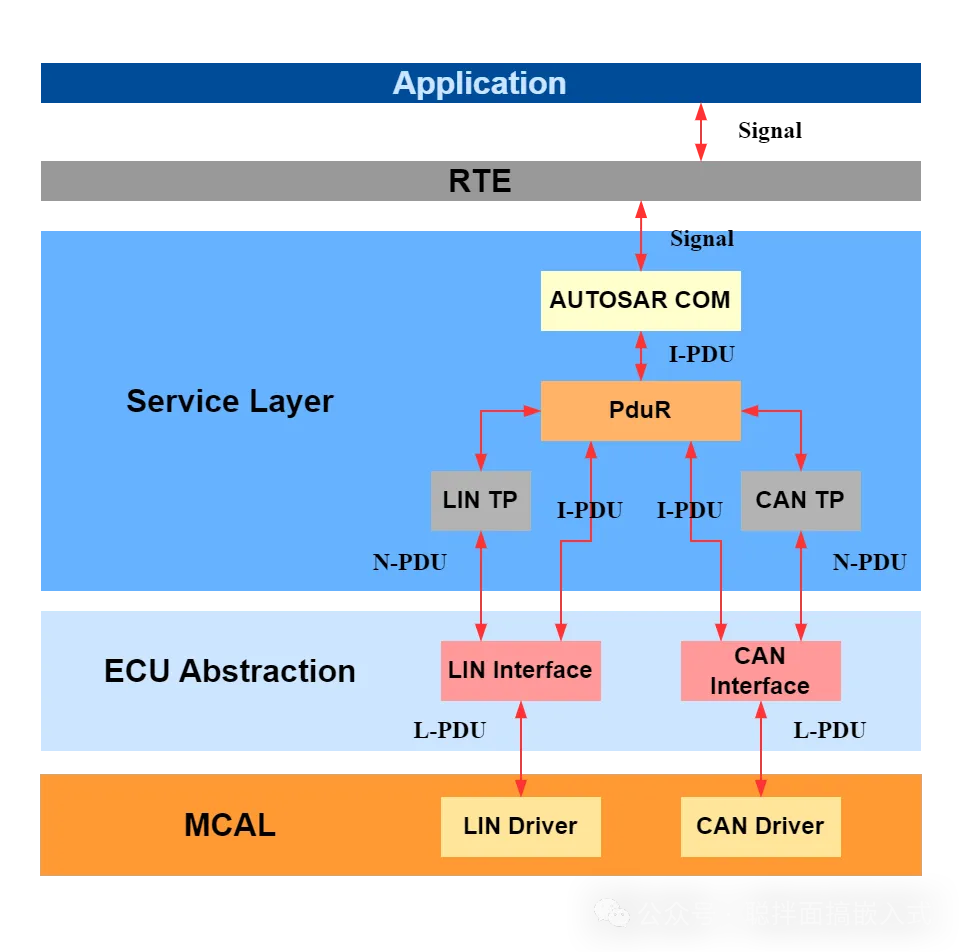 Application
Signal
RTE
Signal
AUTOSAR COM
I-PDU
Service Layer
PduR
LIN TP
I-PDU
I-PDU
CAN TP
N-PDU
N-PDU
ECU Abstraction
LIN Interface
CAN
Interface
L-PDU
L-PDU
MCAL
LIN Driver
CAN Driver
公众号